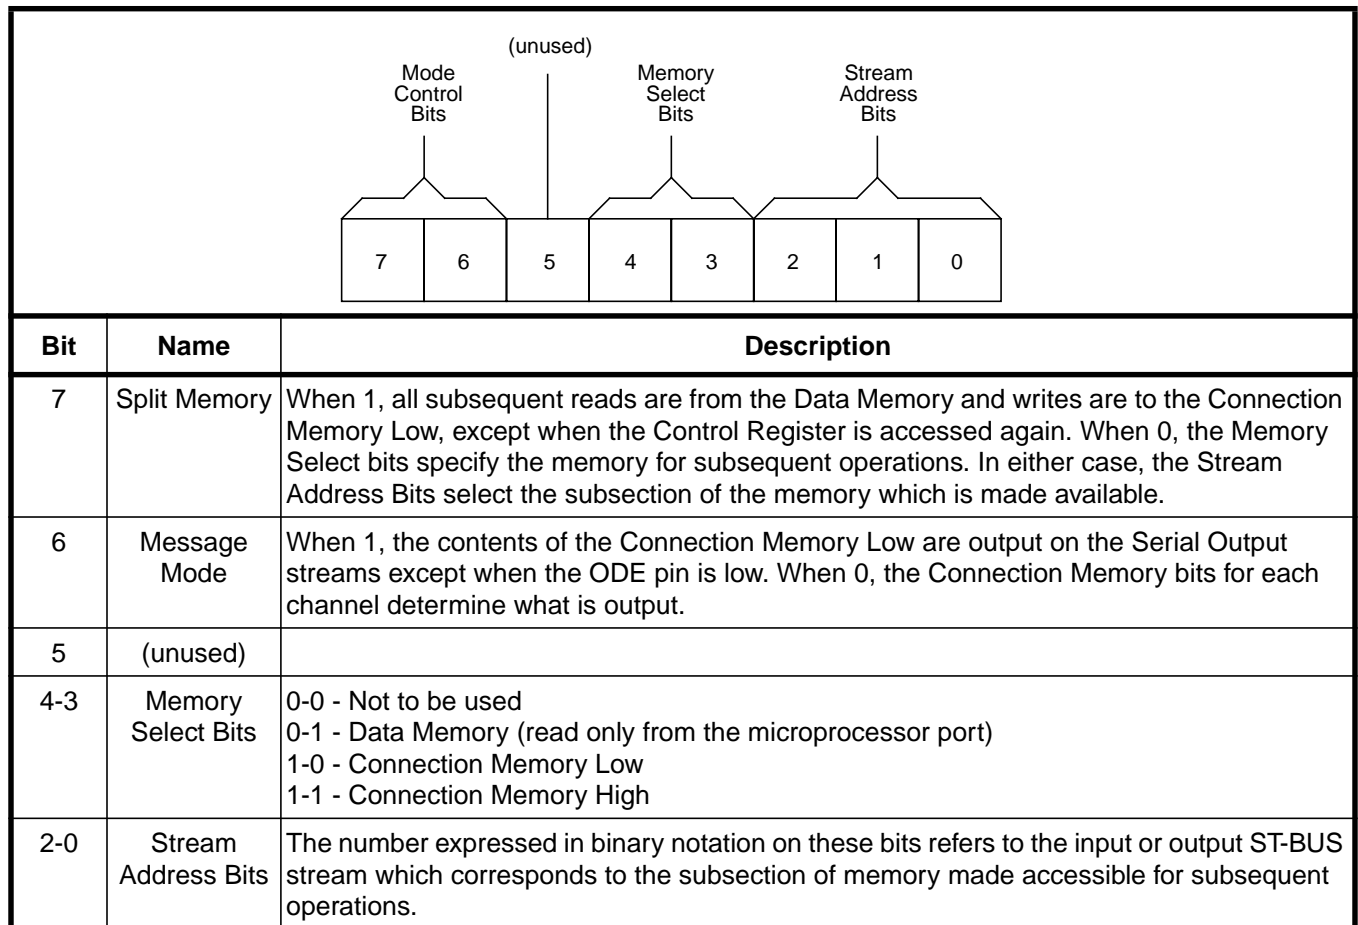 (unused)
Mode
Control
Bits
Memory
Select
Bits
Stream
Address
Bits
7 6 5 4 3 2 1 0
Bit Name Description
7 Split Memory When 1, all subsequent reads are from the Data Memory and writes are to the Connection
Memory Low, except when the Control Register is accessed again. When 0, the Memory
Select bits specify the memory for subsequent operations. In either case, the Stream
Address Bits select the subsection of the memory which is made available.
6 Message When 1, the contents of the Connection Memory Low are output on the Serial Output
Mode streams except when the ODE pin is low. When 0, the Connection Memory bits for each
channel determine what is output.
5 (unused)
4-3 Memory 0-0 - Not to be used
Select Bits 0-1 - Data Memory (read only from the microprocessor port)
1-0 - Connection Memory Low
1-1 - Connection Memory High
2-0 Stream The number expressed in binary notation on these bits refers to the input or output ST-BUS
Address Bits stream which corresponds to the subsection of memory made accessible for subsequent
operations.